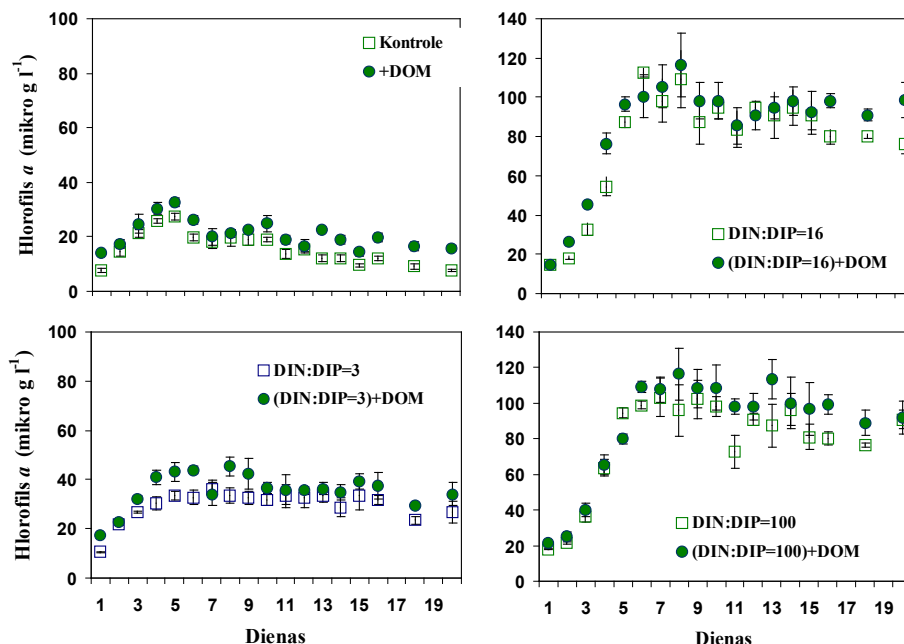 Hlorofils a (mikro g l-1)
100
80
60
40
20
0
Kontrole
+DOM
140
120
100
80
60
40
20
0
DIN:DIP=16
(DIN:DIP=16)+DOM
Hlorofils a (mikro g l-1)
100
80
60
40
20
0
DIN:DIP=3
(DIN:DIP=3)+DOM
1 3 5 7 9 11 13 15 17 19
Dienas
140
120
100
80
60
40
20
0
DIN:DIP=100
(DIN:DIP=100)+DOM
1 3 5 7 9 11 13 15 17 19
Dienas